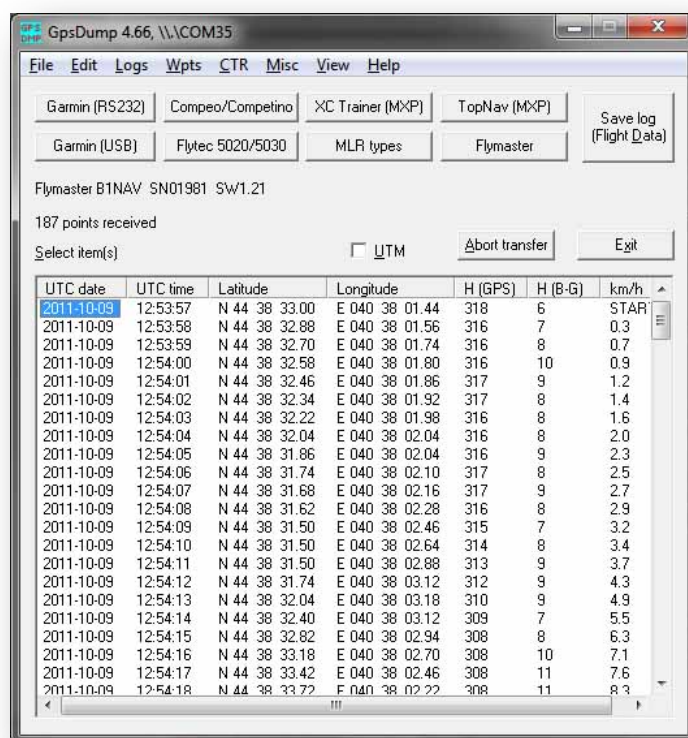 GPS DMP GpsDump 4.66, \\.\COM35
File Edit Logs Wpts CTR Misc View Help
Garmin (RS232) Compeo/Competino XC Trainer (MXP) TopNav (MXP) Save log (Flight Data)
Garmin (USB) Flytec 5020/5030 MLR types Flymaster
Flymaster B1NAV SN01981 SW1.21
187 points received
Select item(s) UTM Abort transfer Exit
UTC date UTC time Latitude Longitude H (GPS) H (B-G) km/h
2011-10-09 12:53:57 N 44 38 33.00 E 040 38 01.44 318 6 STAR
2011-10-09 12:53:58 N 44 38 32.88 E 040 38 01.56 316 7 0.3
2011-10-09 12:53:59 N 44 38 32.70 E 040 38 01.74 316 8 0.7
2011-10-09 12:54:00 N 44 38 32.58 E 040 38 01.80 316 10 0.9
2011-10-09 12:54:01 N 44 38 32.46 E 040 38 01.86 317 9 1.2
2011-10-09 12:54:02 N 44 38 32.34 E 040 38 01.92 317 8 1.4
2011-10-09 12:54:03 N 44 38 32.22 E 040 38 01.98 316 8 1.6
2011-10-09 12:54:04 N 44 38 32.04 E 040 38 02.04 316 8 2.0
2011-10-09 12:54:05 N 44 38 31.86 E 040 38 02.04 316 9 2.3
2011-10-09 12:54:06 N 44 38 31.74 E 040 38 02.10 317 8 2.5
2011-10-09 12:54:07 N 44 38 31.68 E 040 38 02.16 317 9 2.7
2011-10-09 12:54:08 N 44 38 31.62 E 040 38 02.28 316 8 2.9
2011-10-09 12:54:09 N 44 38 31.50 E 040 38 02.46 315 7 3.2
2011-10-09 12:54:10 N 44 38 31.50 E 040 38 02.64 314 8 3.4
2011-10-09 12:54:11 N 44 38 31.50 E 040 38 02.88 313 9 3.7
2011-10-09 12:54:12 N 44 38 31.74 E 040 38 03.12 312 9 4.3
2011-10-09 12:54:13 N 44 38 32.04 E 040 38 03.18 310 9 4.9
2011-10-09 12:54:14 N 44 38 32.40 E 040 38 03.12 309 7 5.5
2011-10-09 12:54:15 N 44 38 32.82 E 040 38 02.94 308 8 6.3
2011-10-09 12:54:16 N 44 38 33.18 E 040 38 02.70 308 10 7.1
2011-10-09 12:54:17 N 44 38 33.42 E 040 38 02.46 308 11 7.6
2011-10-09 12:54:18 N 44 38 33.72 E 040 38 02.22 308 11 8.3